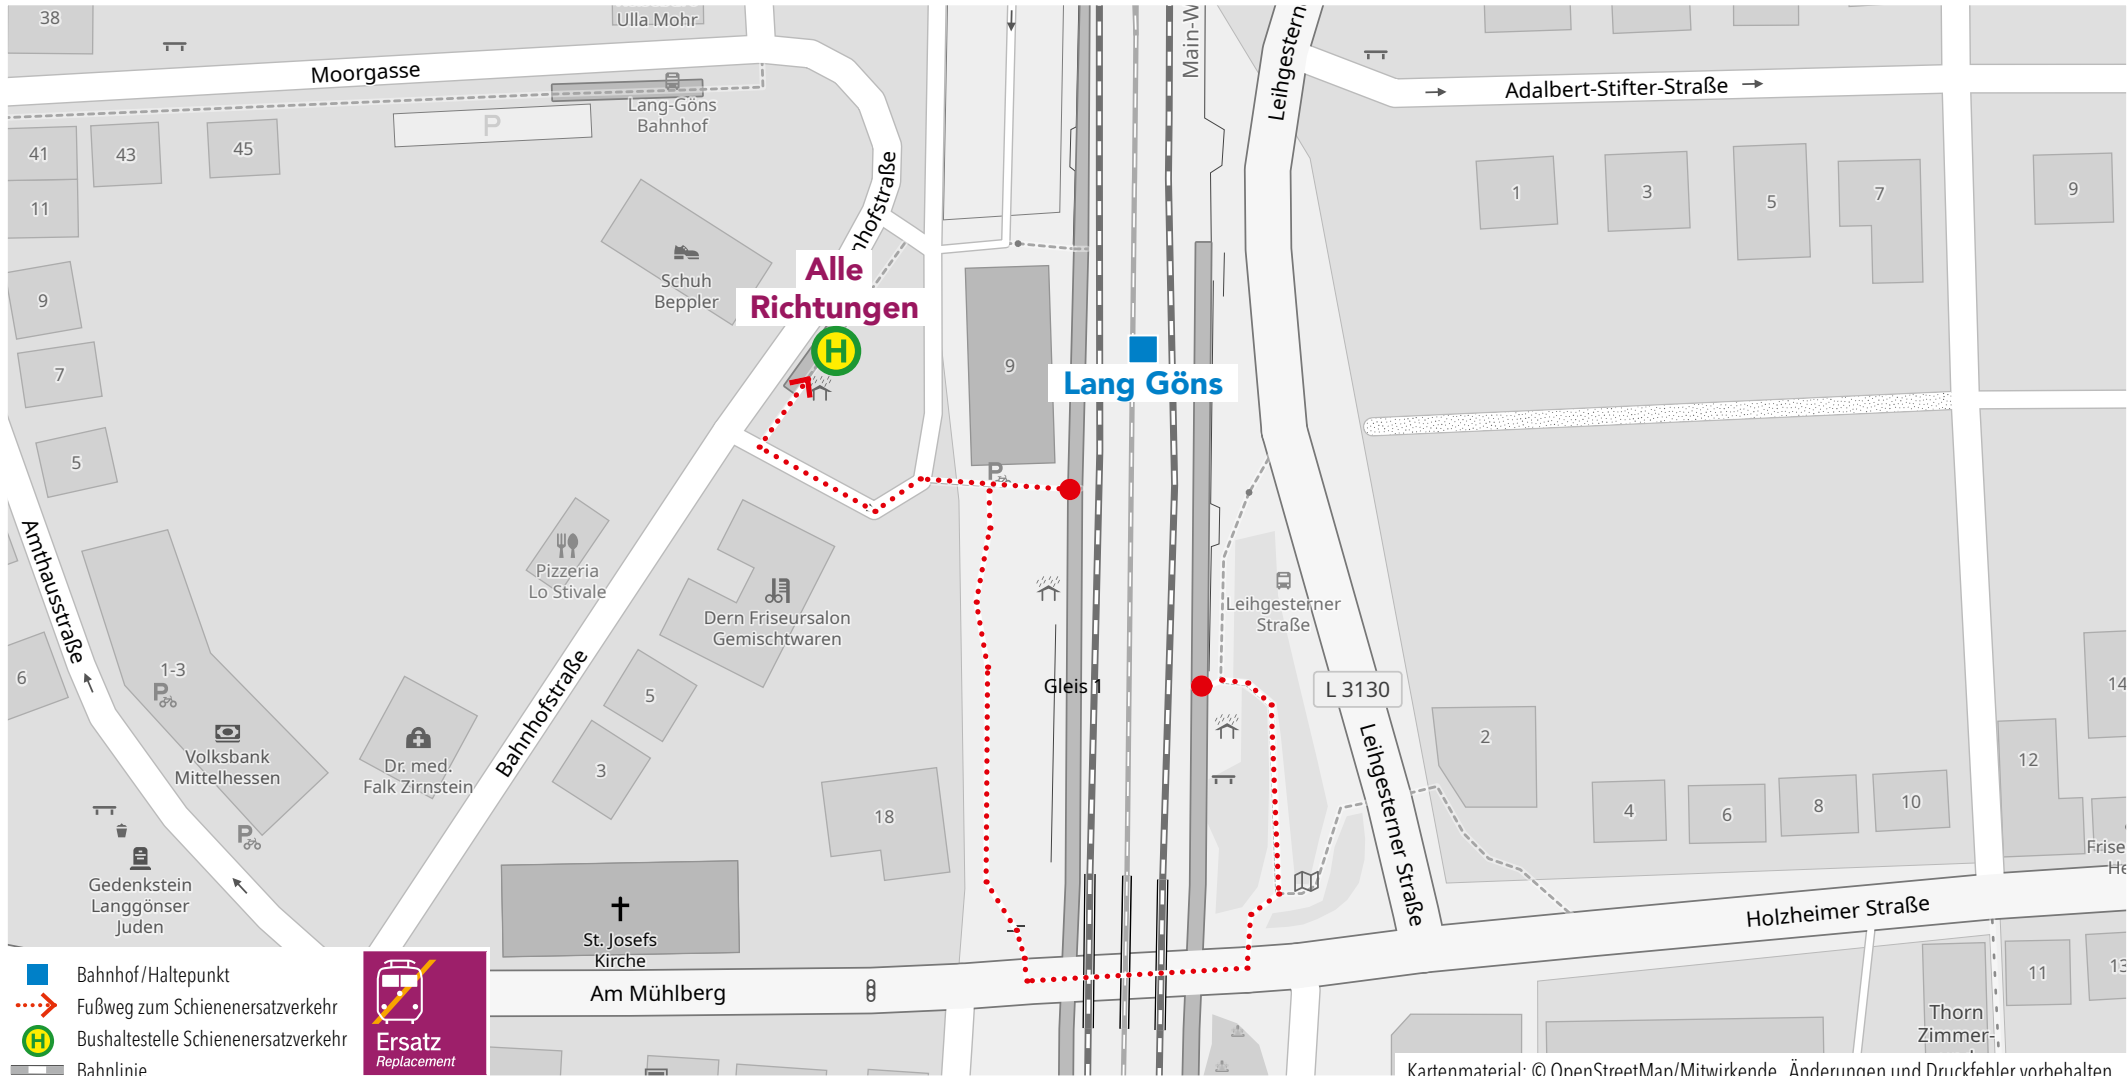 38
Ulla Mohr
Moorgasse
Lang-Göns
Bahnhof
P
41
43
45
11
9
7
5
6
Schuh
Beppler
nhofstraße
Alle
Richtungen
H
9
P
Lang Göns
Main-W
Leihgestern
Adalbert-Stifter-Straße
1
3
5
7
9
Amthausstraße
1-3
P
Volksbank
Mittelhessen
P
Gedenkstein
Langgönser
Juden
Pizzeria
Lo Stivale
Dern Friseursalon
Gemischtwaren
Dr. med.
Falk Zirnstein
Bahnhofstraße
5
3
18
Gleis 1
Leihgesterner
Straße
L 3130
Leihgesterner Straße
2
4
6
8
10
14
12
Frise
He
St. Josefs
Kirche
Am Mühlberg
Holzheimer Straße
11
13
Thorn
Zimmer-
Bahnhof/Haltepunkt
Fußweg zum Schienenersatzverkehr
H
Bushaltestelle Schienenersatzverkehr
Bahnlinie
Ersatz
Replacement
Kartenmaterial: © OpenStreetMap/Mitwirkende Änderungen und Druckfehler vorbehalten